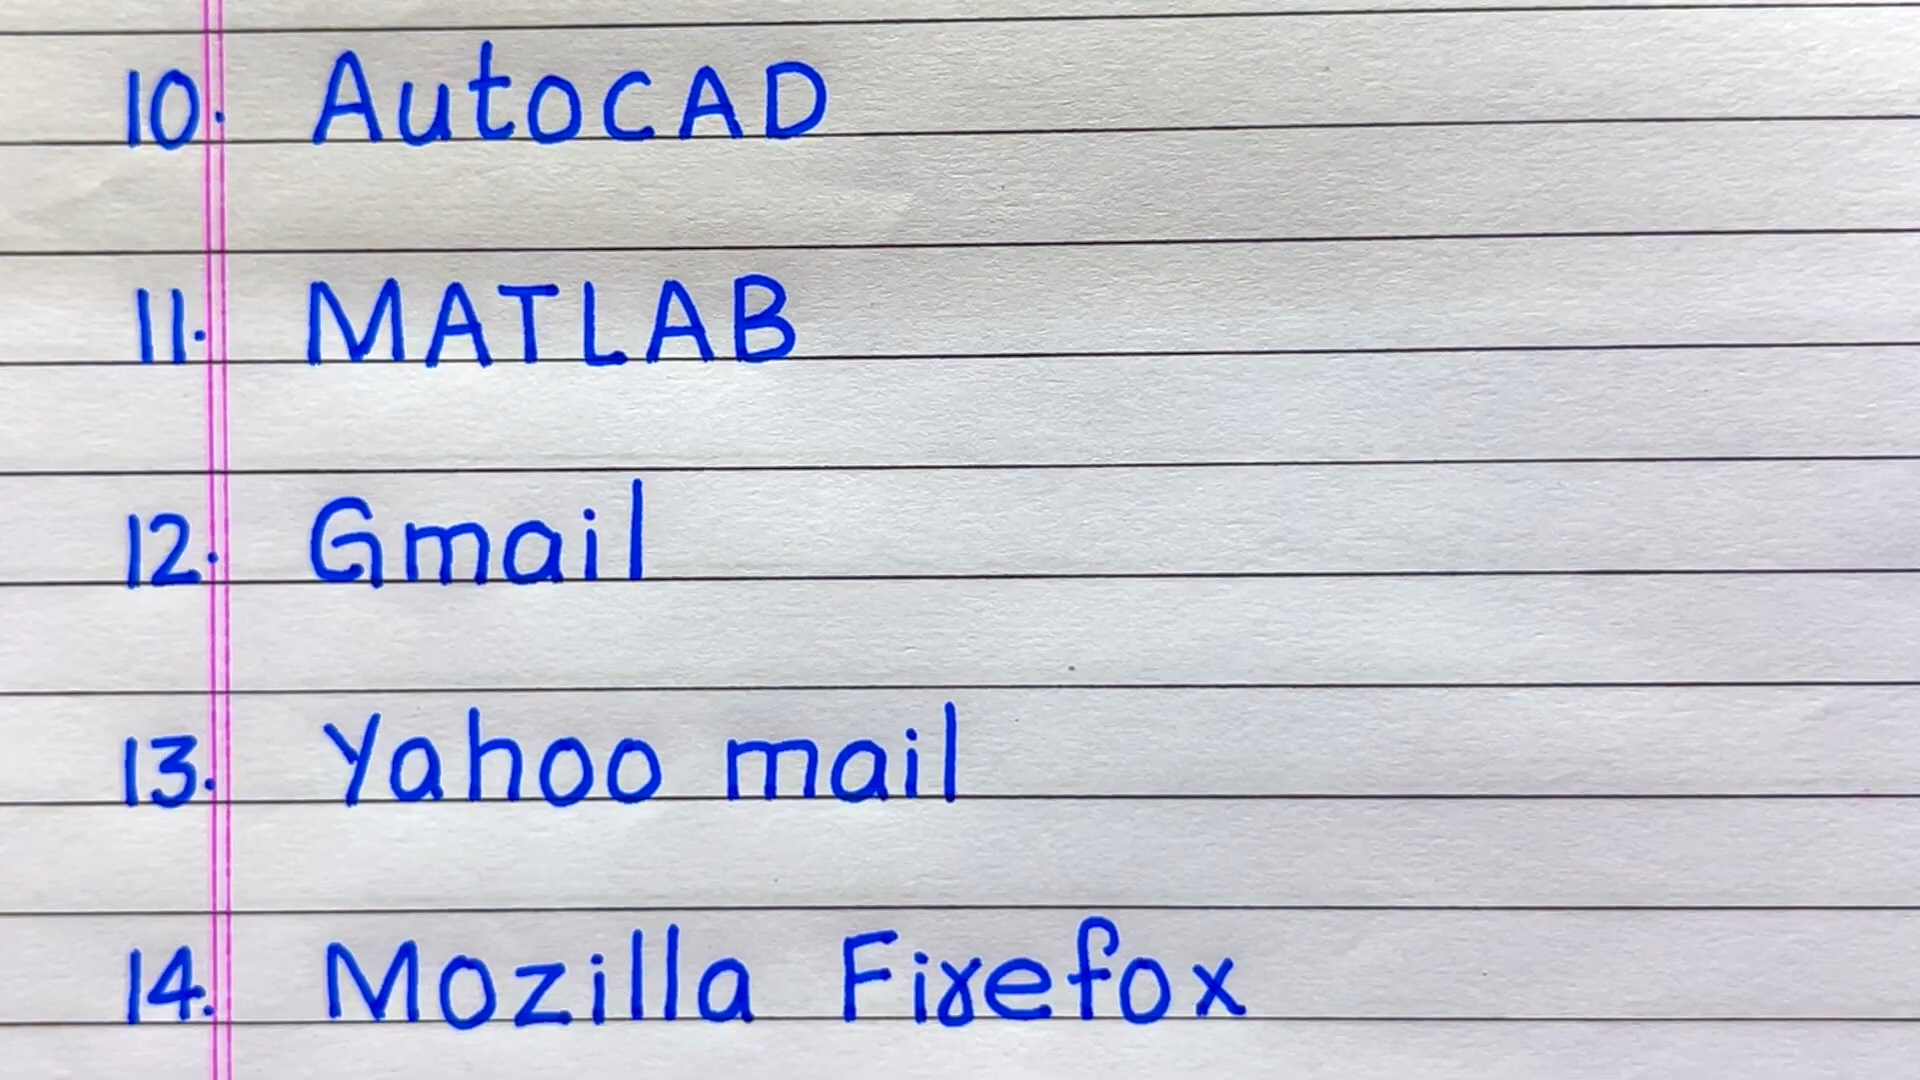 10. AutoCAD
11. MATLAB
12. Gmail
13. Yahoo mail
14. Mozilla Firefox